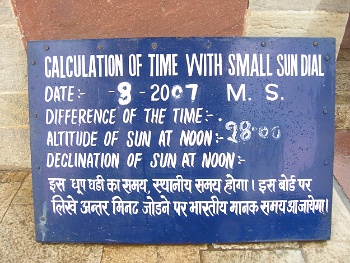 CALCULATION OF TIME WITH SMALL SUN DIAL
DATE:- -9-2007 M. S.
DIFFERENCE OF THE TIME:- .
ALTITUDE OF SUN AT NOON:- 98.00
DECLINATION OF SUN AT NOON:-
इस धूप घड़ी का समय, स्थानीय समय होगा। इस बोर्ड पर
लिखे अन्तर मिनट जोडने पर भारतीय मानक समय आजायेगा।